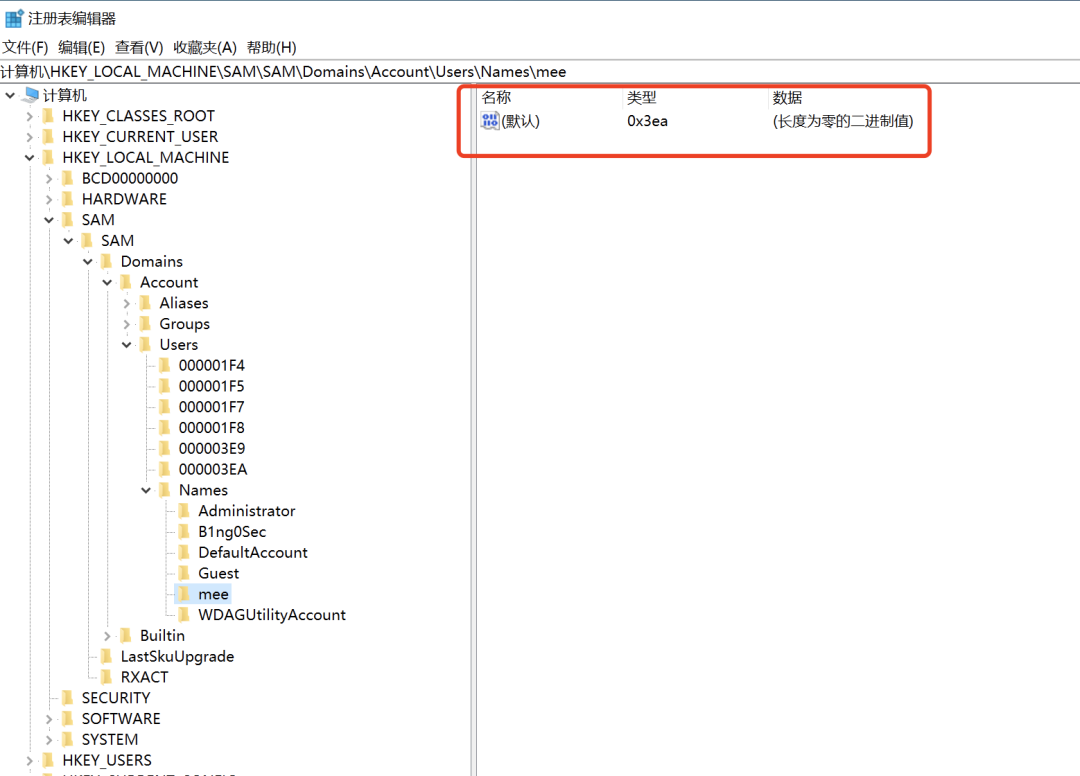 注册表编辑器
文件(F) 编辑(E) 查看(V) 收藏夹(A) 帮助(H)
计算机\HKEY_LOCAL_MACHINE\SAM\SAM\Domains\Account\Users\Names\mee
计算机
HKEY_CLASSES_ROOT
HKEY_CURRENT_USER
HKEY_LOCAL_MACHINE
BCD00000000
HARDWARE
SAM
SAM
Domains
Account
Aliases
Groups
Users
000001F4
000001F5
000001F7
000001F8
000003E9
000003EA
Names
Administrator
B1ng0Sec
DefaultAccount
Guest
mee
WDAGUtilityAccount
Builtin
LastSkuUpgrade
RXACT
SECURITY
SOFTWARE
SYSTEM
HKEY_USERS
名称 类型 数据
(默认) 0x3ea (长度为零的二进制值)